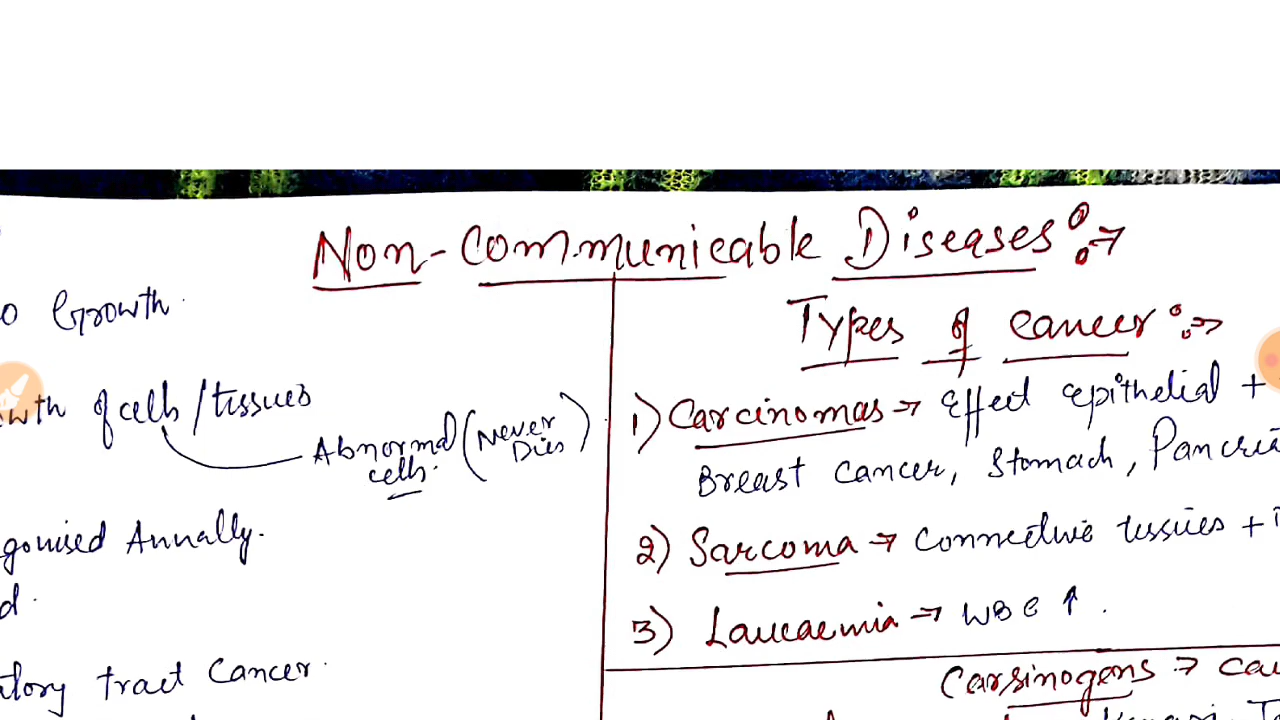 Non-Communicable Diseases :→
o Growth.
wth of cells/tissues
Abnormal (Never Dies)
cells.
gonised Annally.
d.
atory tract Cancer.
Types of Cancer :→
1) Carcinomas → Effect epithelial +
Breast Cancer, Stomach, Pancrea
2) Sarcoma → Connective tissues +
3) Laucaemia → WBC ↑ .
Carsinogens → Cau